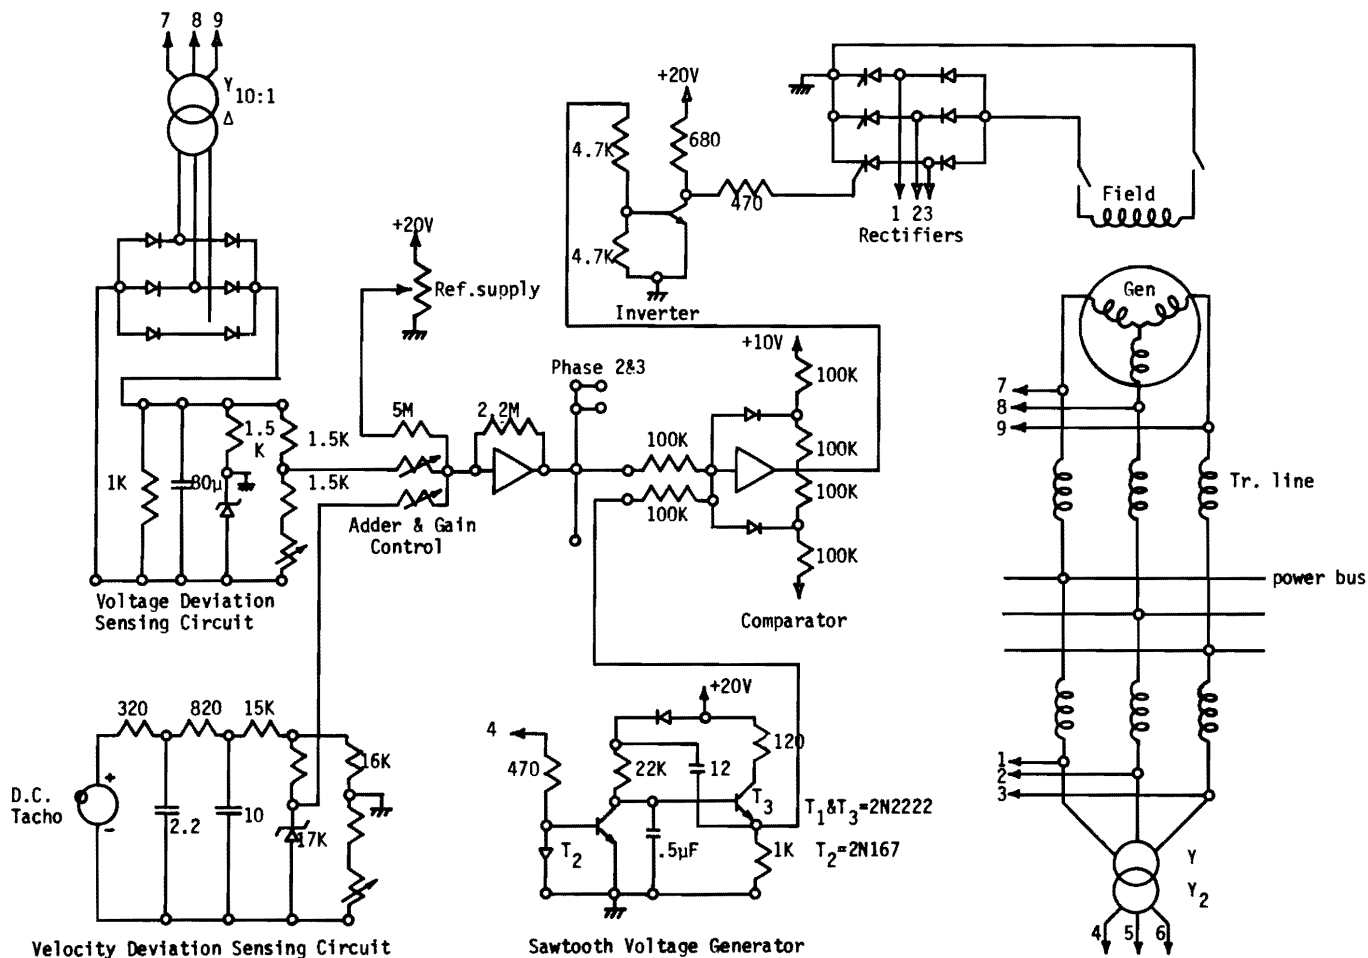 7 8 9
Y
10:1
Δ
+20V
Ref.supply
1K
80μ
1.5
K
1.5K
1.5K
Voltage Deviation
Sensing Circuit
5M
2.2M
Adder & Gain
Control
Phase 2&3
+20V
4.7K
680
4.7K
470
Inverter
1 23
Rectifiers
Field
Gen
+10V
100K
100K
100K
100K
100K
100K
Comparator
7
8
9
Tr. line
power bus
1
2
3
Y
Y2
4 5 6
320
820
15K
16K
D.C.
Tacho
+
-
2.2
10
17K
Velocity Deviation Sensing Circuit
+20V
4
470
22K
12
120
T3
T1&T3=2N2222
T2
.5μF
1K
T2=2N167
Sawtooth Voltage Generator